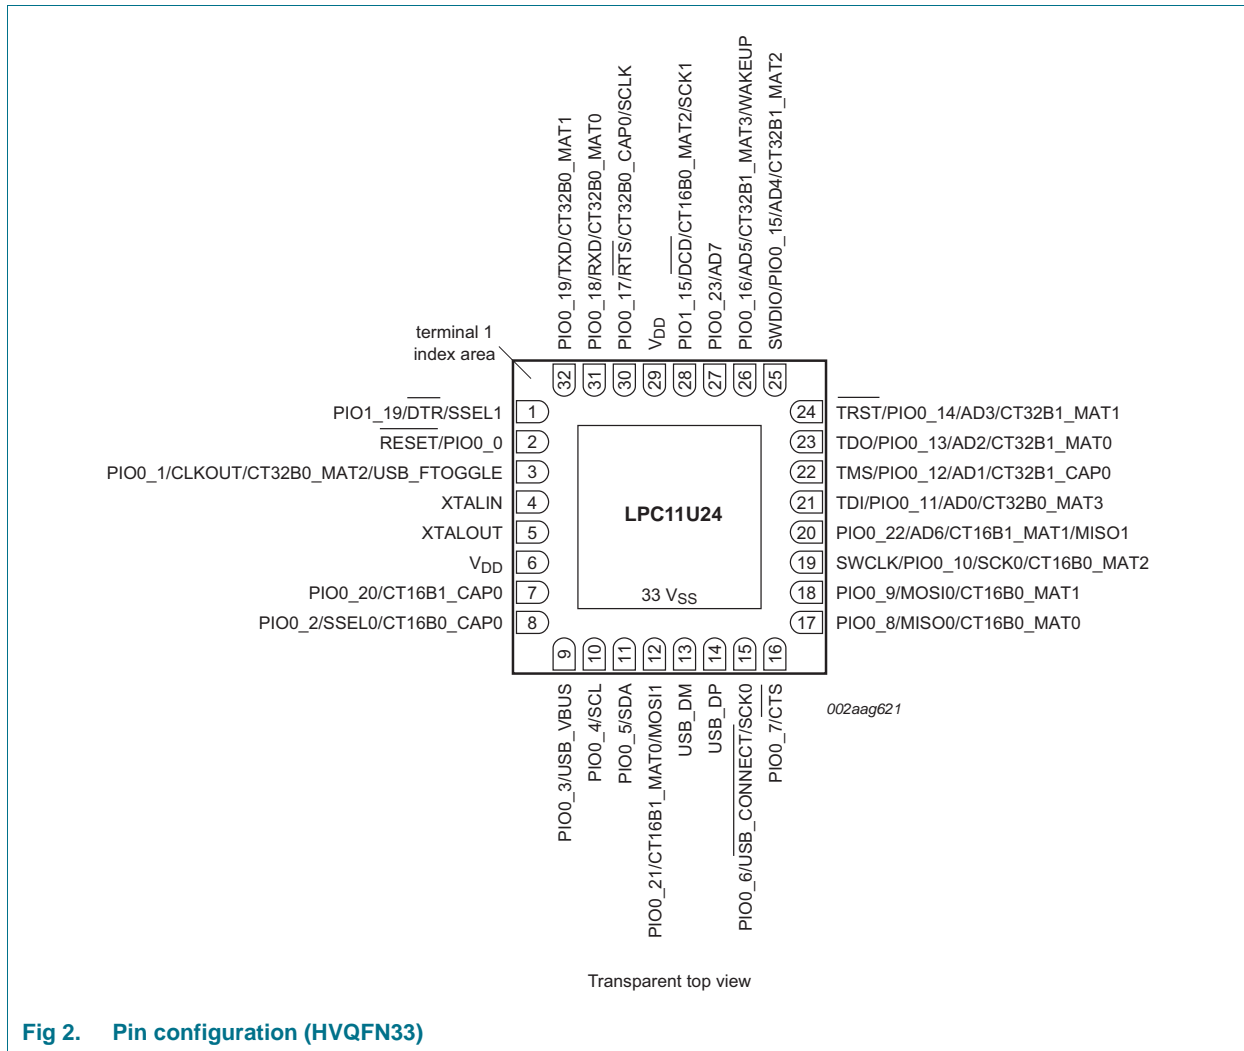 PIO0_19/TXD/CT32B0_MAT1
PIO0_18/RXD/CT32B0_MAT0
PIO0_17/RTS/CT32B0_CAP0/SCLK
VDD
PIO1_15/DCD/CT16B0_MAT2/SCK1
PIO0_23/AD7
PIO0_16/AD5/CT32B1_MAT3/WAKEUP
SWDIO/PIO0_15/AD4/CT32B1_MAT2
terminal 1
index area
32 31 30 29 28 27 26 25
PIO1_19/DTR/SSEL1 1 24 TRST/PIO0_14/AD3/CT32B1_MAT1
RESET/PIO0_0 2 23 TDO/PIO0_13/AD2/CT32B1_MAT0
PIO0_1/CLKOUT/CT32B0_MAT2/USB_FTOGGLE 3 22 TMS/PIO0_12/AD1/CT32B1_CAP0
XTALIN 4 21 TDI/PIO0_11/AD0/CT32B0_MAT3
LPC11U24
XTALOUT 5 20 PIO0_22/AD6/CT16B1_MAT1/MISO1
VDD 6 19 SWCLK/PIO0_10/SCK0/CT16B0_MAT2
PIO0_20/CT16B1_CAP0 7 33 VSS 18 PIO0_9/MOSI0/CT16B0_MAT1
PIO0_2/SSEL0/CT16B0_CAP0 8 17 PIO0_8/MISO0/CT16B0_MAT0
9 10 11 12 13 14 15 16
PIO0_3/USB_VBUS
PIO0_4/SCL
PIO0_5/SDA
PIO0_21/CT16B1_MAT0/MOSI1
USB_DM
USB_DP
PIO0_6/USB_CONNECT/SCK0
PIO0_7/CTS
002aag621
Transparent top view
Fig 2. Pin configuration (HVQFN33)